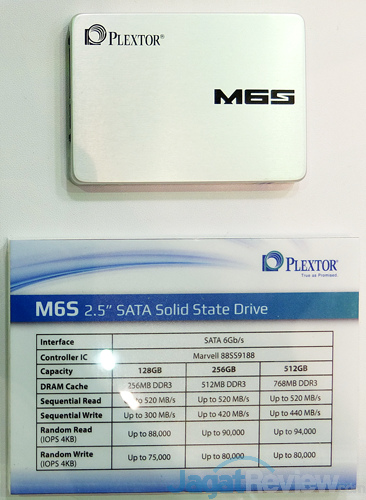 PLEXTOR®
M6S
PLEXTOR®
True as Promised.
M6S 2.5" SATA Solid State Drive
Interface SATA 6Gb/s
Controller IC Marvell 88SS9188
Capacity 128GB 256GB 512GB
DRAM Cache 256MB DDR3 512MB DDR3 768MB DDR3
Sequential Read Up to 520 MB/s Up to 520 MB/s Up to 520 MB/s
Sequential Write Up to 300 MB/s Up to 420 MB/s Up to 440 MB/s
Random Read (IOPS 4KB) Up to 88,000 Up to 90,000 Up to 94,000
Random Write (IOPS 4KB) Up to 75,000 Up to 80,000 Up to 80,000
JagatReview.com